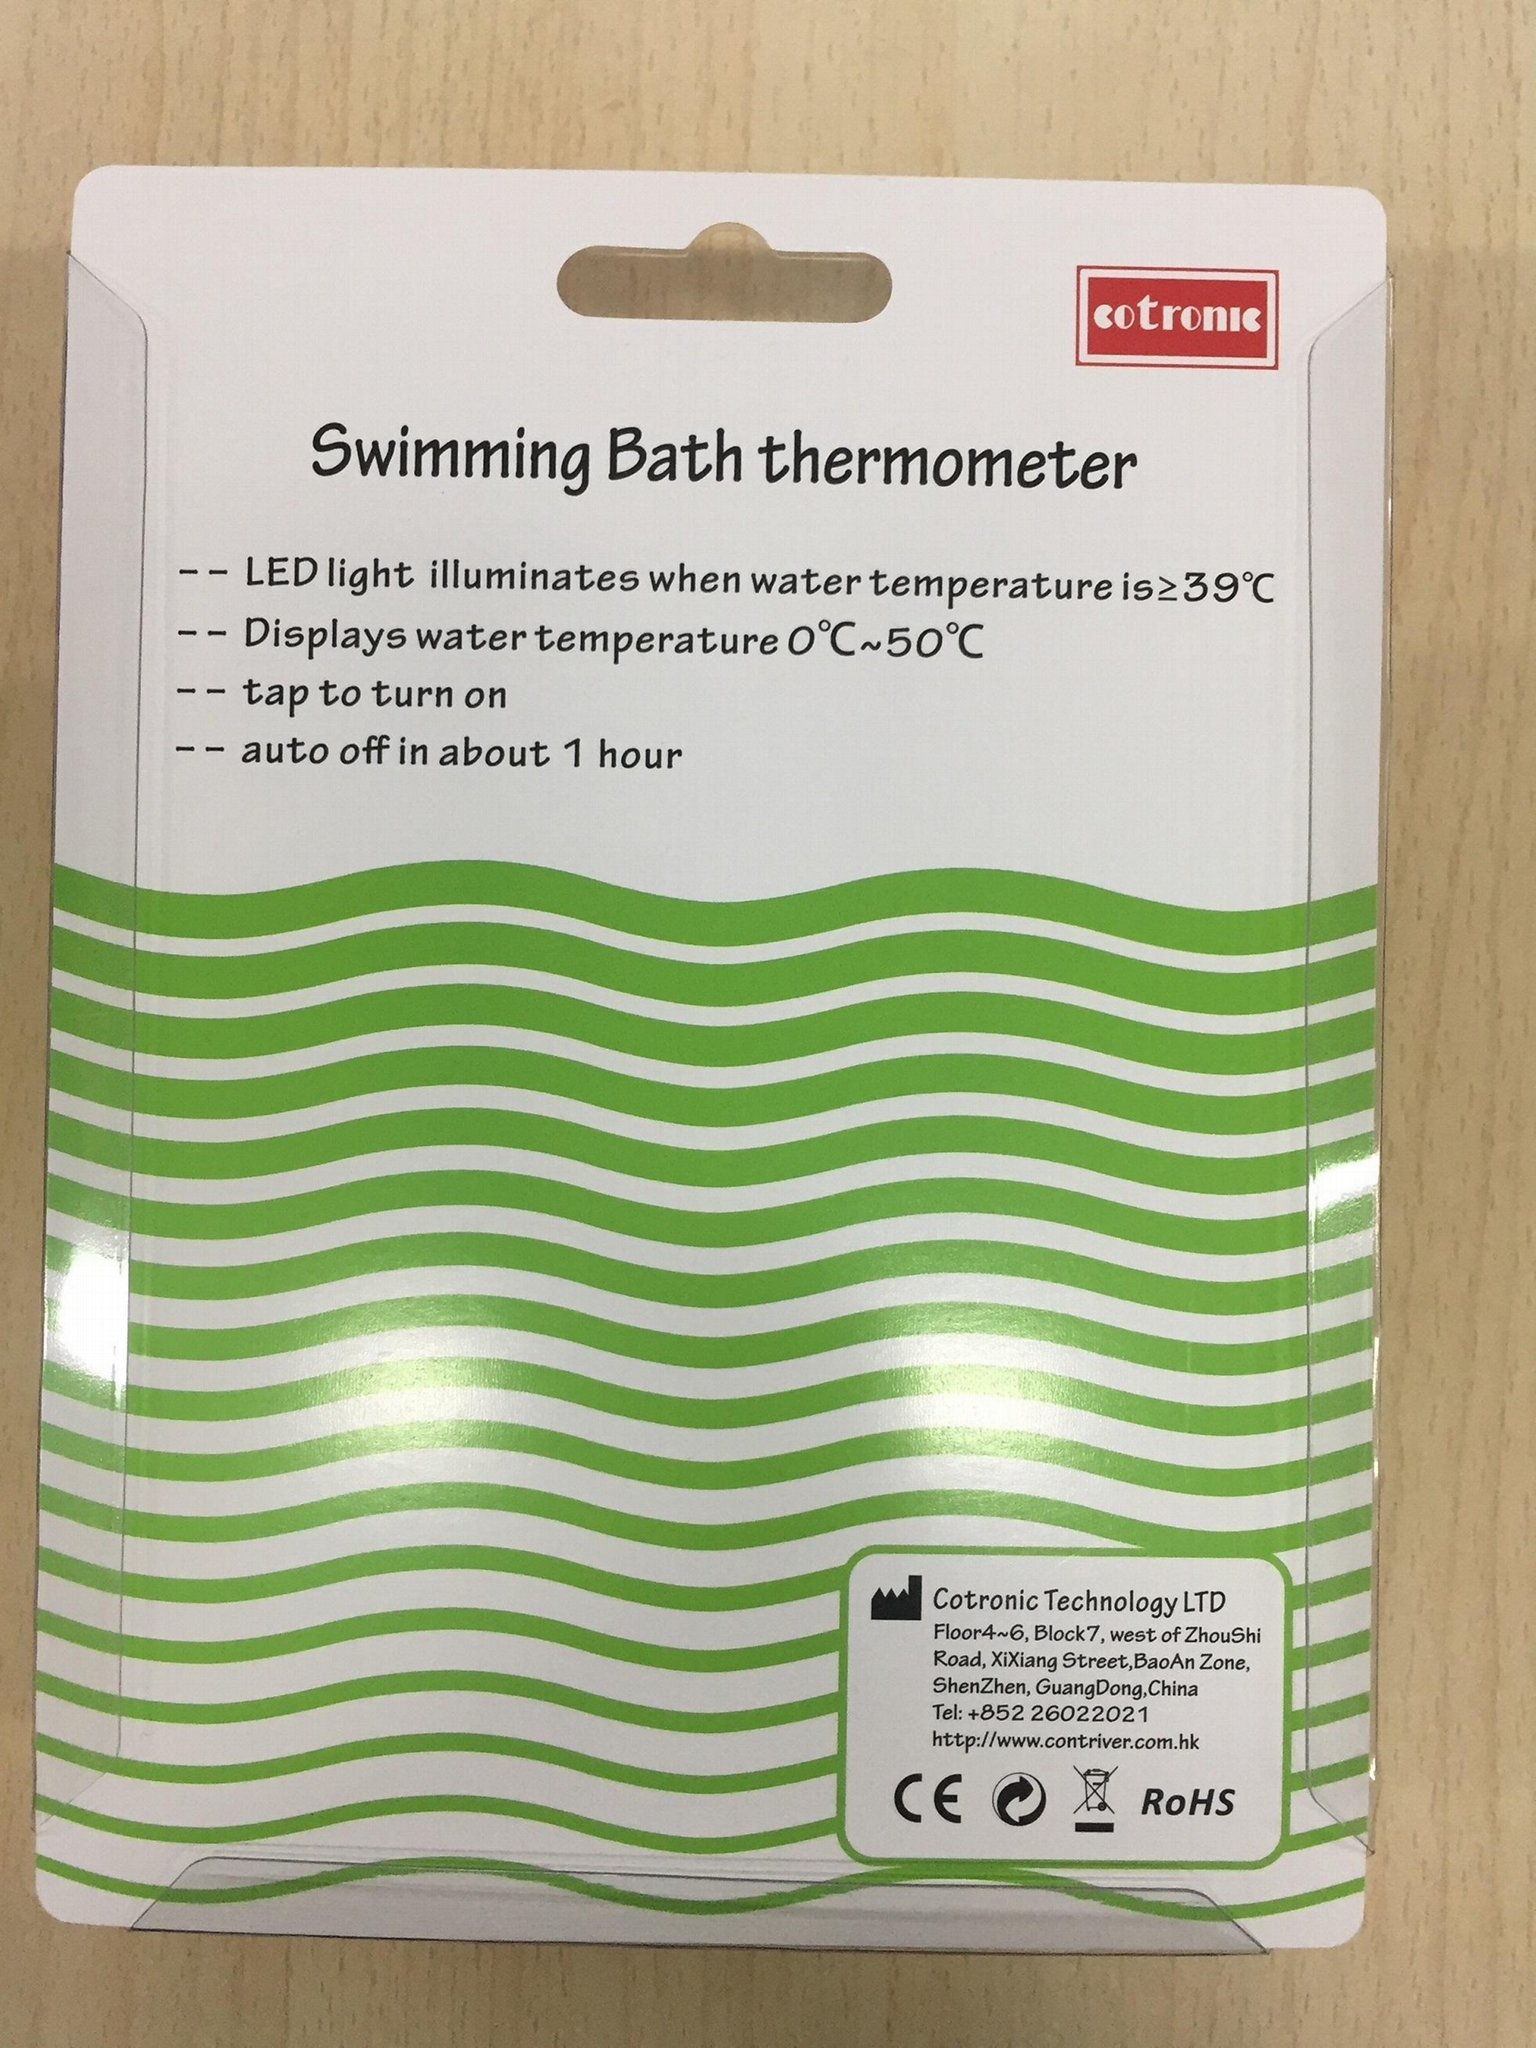 cotronic
Swimming Bath thermometer
-- LED light illuminates when water temperature is≥39℃
-- Displays water temperature 0℃~50℃
-- tap to turn on
-- auto off in about 1 hour
Cotronic Technology LTD
Floor4~6, Block7, west of ZhouShi
Road, XiXiang Street,BaoAn Zone,
ShenZhen, GuangDong,China
Tel: +852 26022021
http://www.contriver.com.hk
CE RoHS